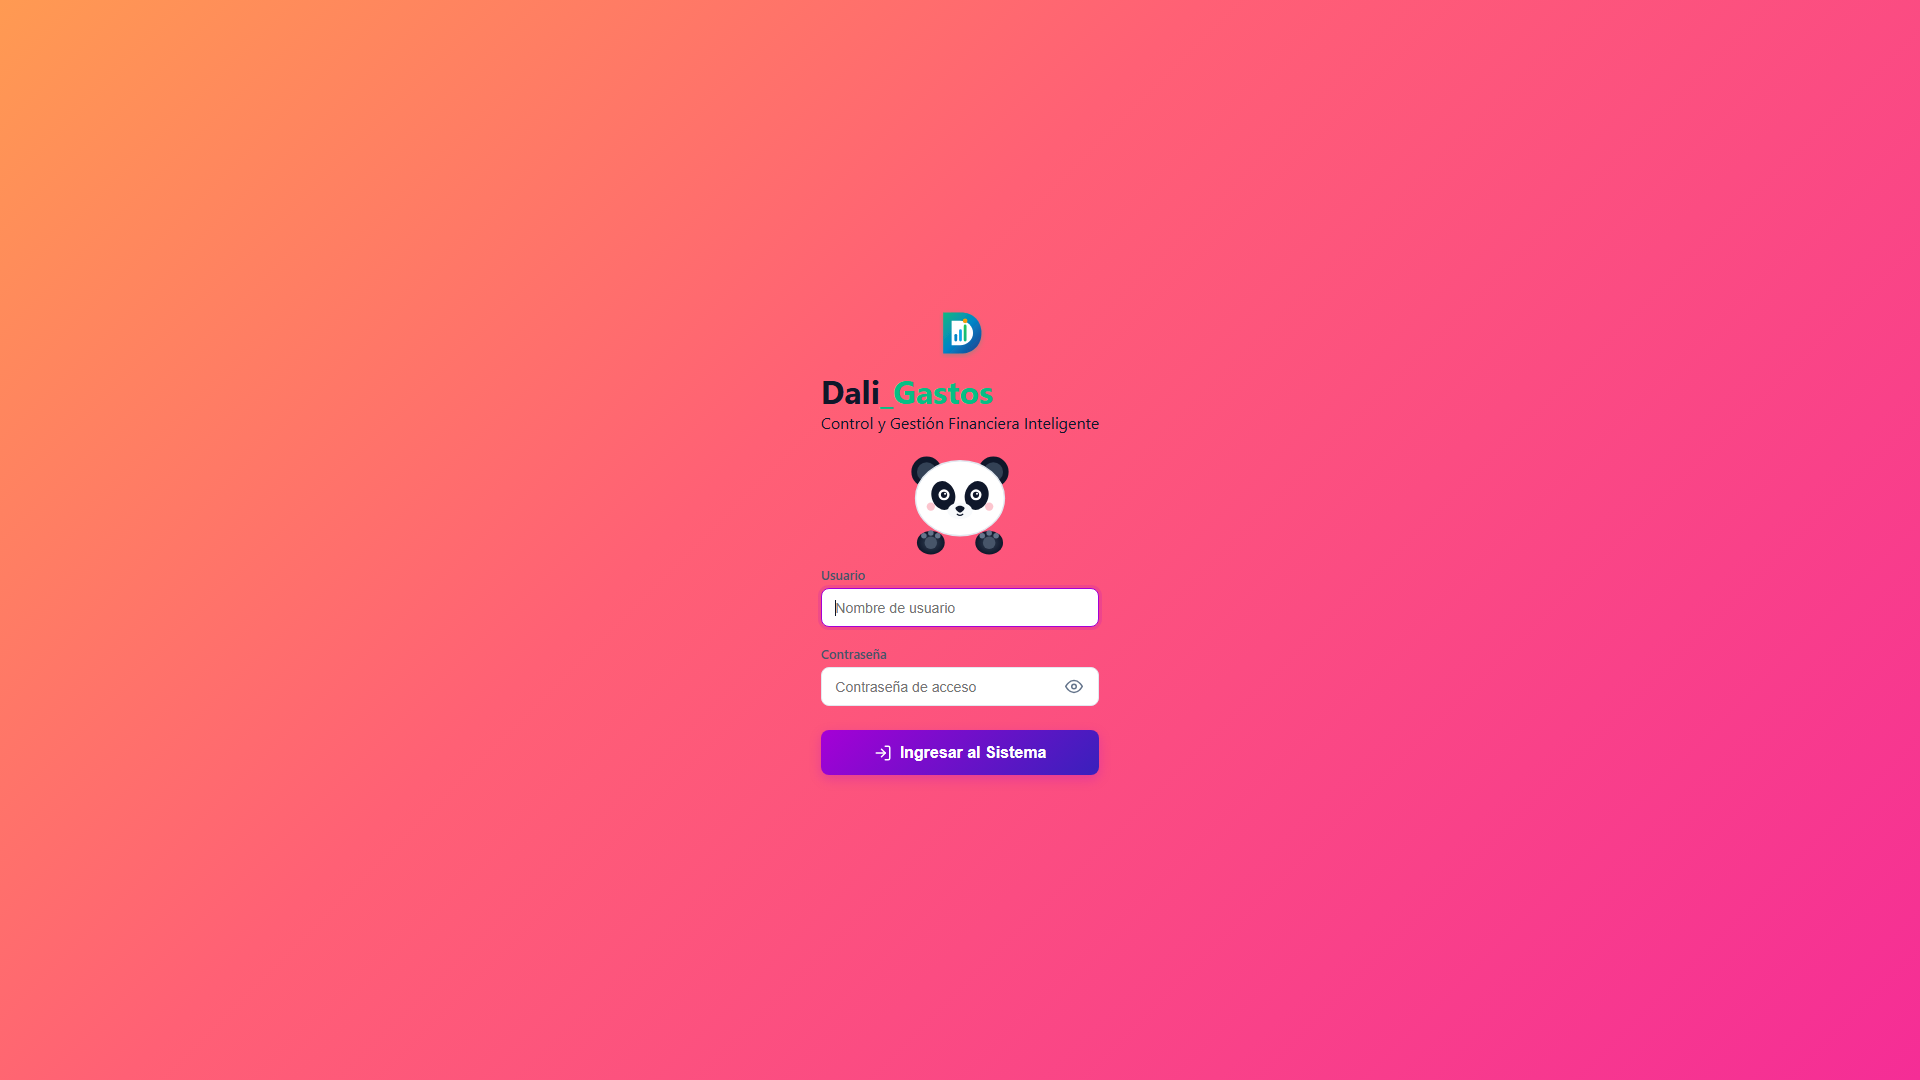 Dali_Gastos
Control y Gestión Financiera Inteligente
Usuario
Nombre de usuario
Contraseña
Contraseña de acceso
Ingresar al Sistema